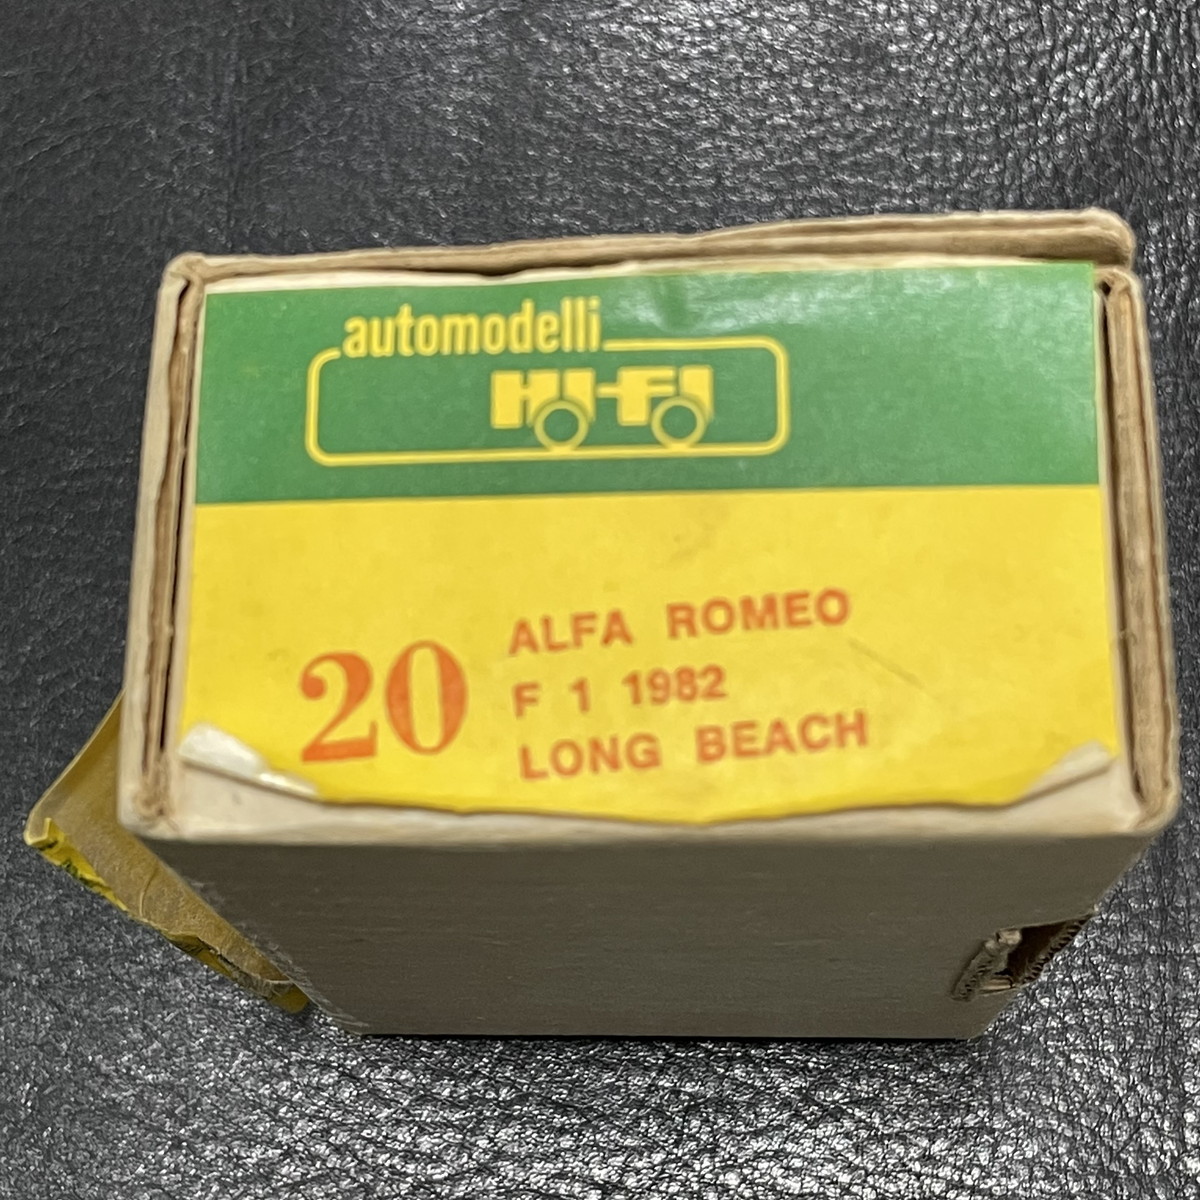 automodelli
HI-FI
20
ALFA ROMEO
F 1 1982
LONG BEACH